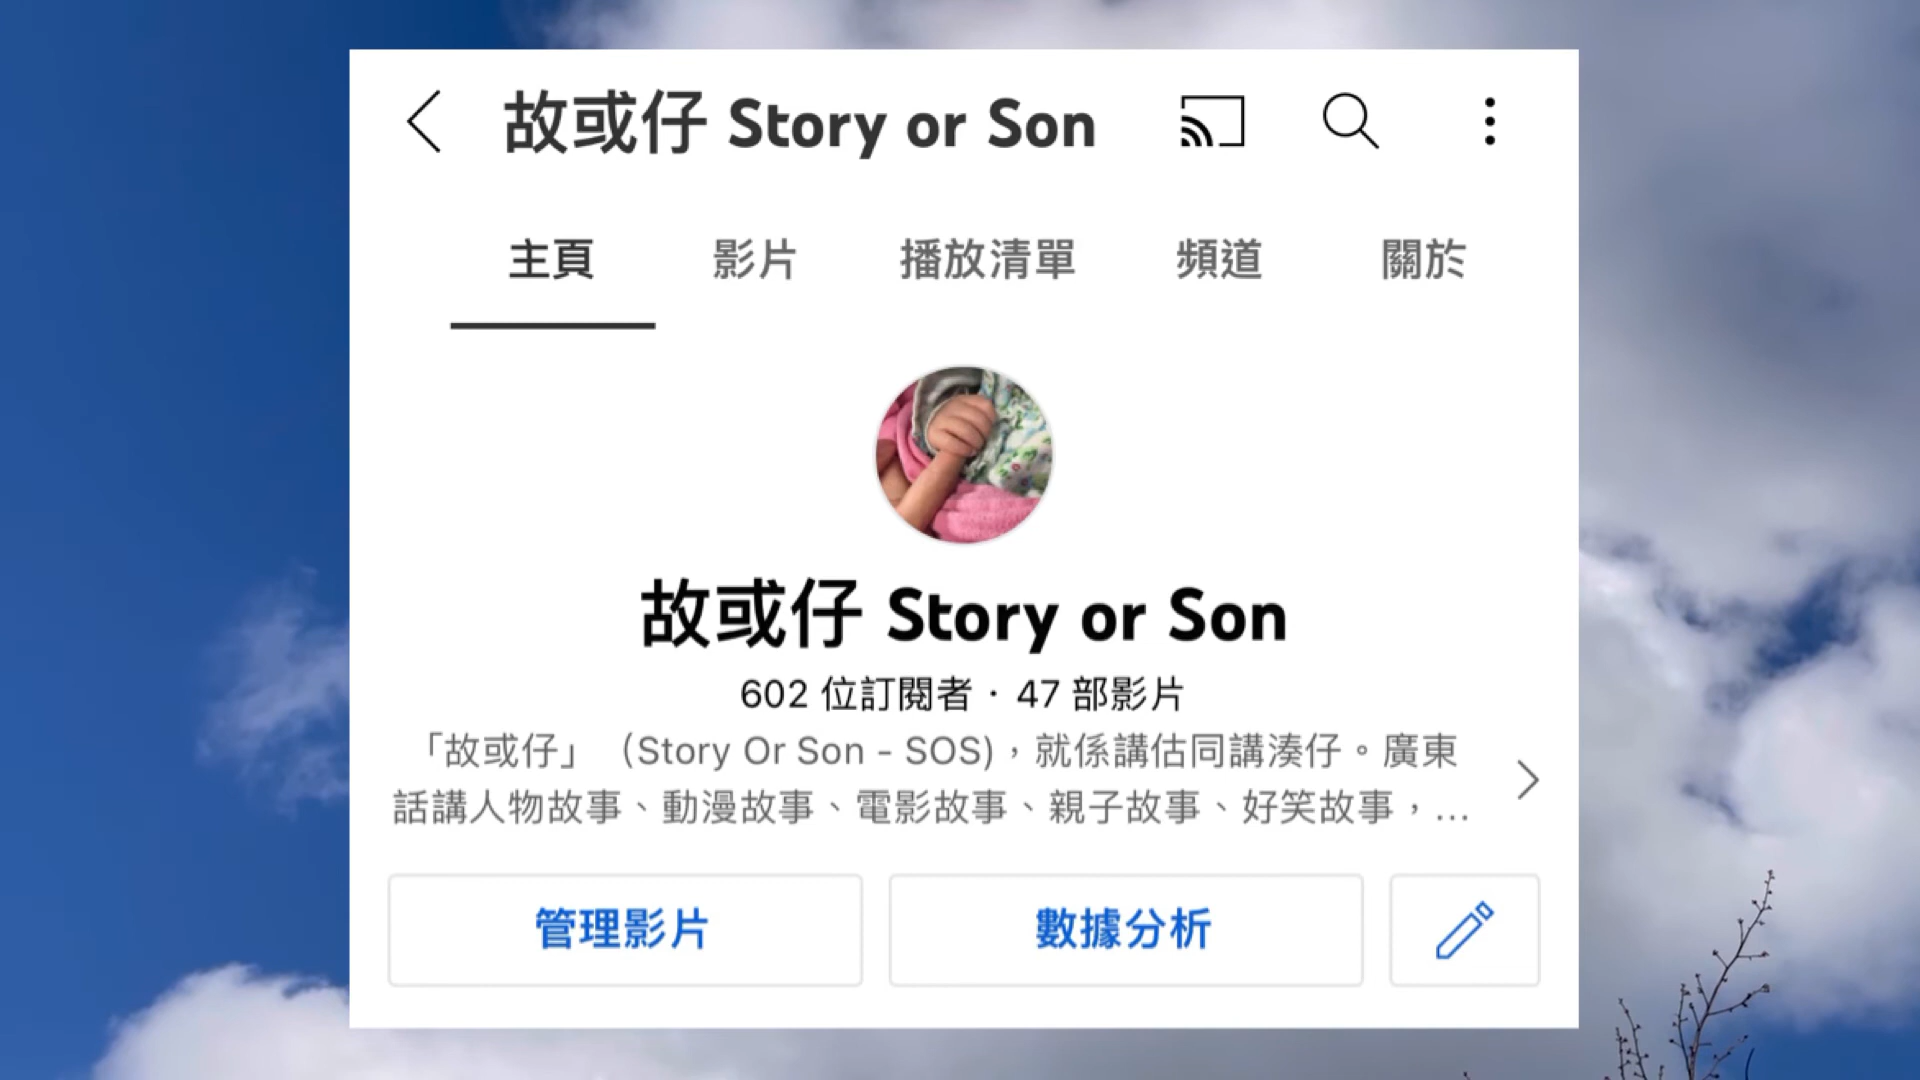 故或仔 Story or Son
主頁 影片 播放清單 頻道 關於
故或仔 Story or Son
602 位訂閱者 · 47 部影片
「故或仔」（Story Or Son - SOS)，就係講估同講湊仔。廣東
話講人物故事、動漫故事、電影故事、親子故事、好笑故事，...
管理影片 數據分析